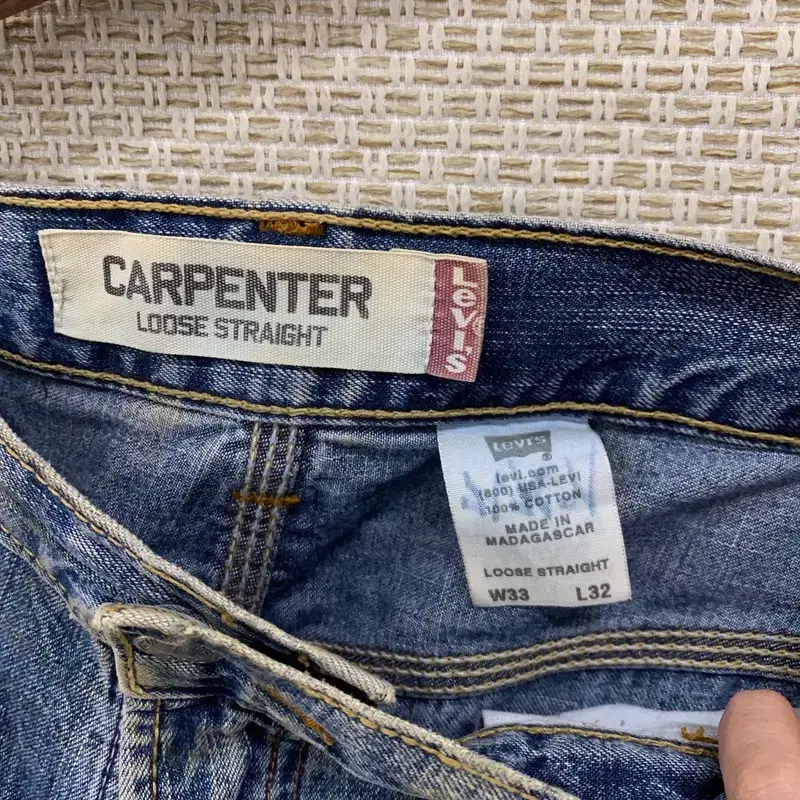 CARPENTER
LOOSE STRAIGHT
Levi's
Levi's
®
levi.com
(800) USA-LEVI
100% COTTON
MADE IN
MADAGASCAR
LOOSE STRAIGHT
W33 L32